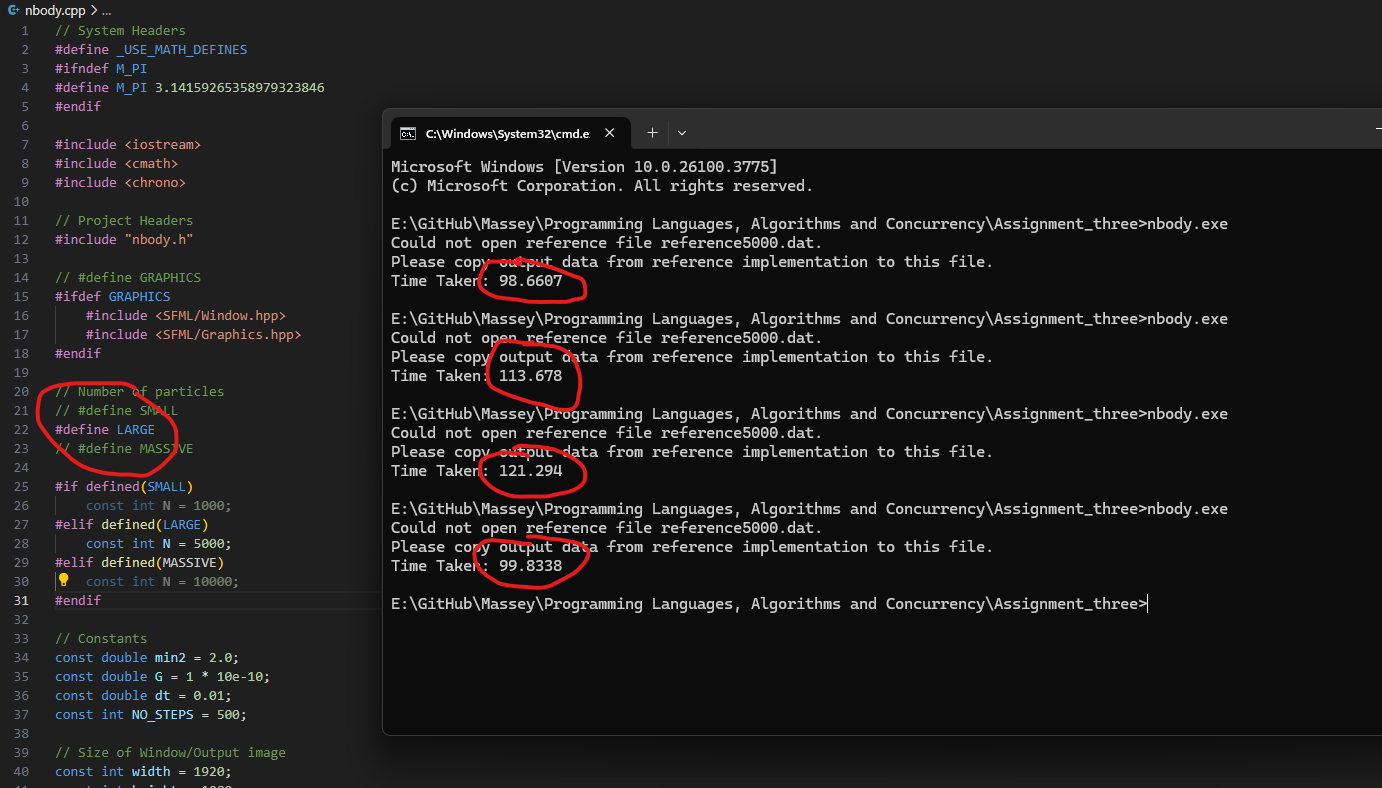 nbody.cpp > ...
1 // System Headers
2 #define _USE_MATH_DEFINES
3 #ifndef M_PI
4 #define M_PI 3.14159265358979323846
5 #endif
6
7 #include <iostream>
8 #include <cmath>
9 #include <chrono>
10
11 // Project Headers
12 #include "nbody.h"
13
14 // #define GRAPHICS
15 #ifdef GRAPHICS
16 #include <SFML/Window.hpp>
17 #include <SFML/Graphics.hpp>
18 #endif
19
20 // Number of particles
21 // #define SMALL
22 #define LARGE
23 // #define MASSIVE
24
25 #if defined(SMALL)
26 const int N = 1000;
27 #elif defined(LARGE)
28 const int N = 5000;
29 #elif defined(MASSIVE)
30 const int N = 10000;
31 #endif
32
33 // Constants
34 const double min2 = 2.0;
35 const double G = 1 * 10e-10;
36 const double dt = 0.01;
37 const int NO_STEPS = 500;
38
39 // Size of Window/Output image
40 const int width = 1920;
C:\Windows\System32\cmd.e
Microsoft Windows [Version 10.0.26100.3775]
(c) Microsoft Corporation. All rights reserved.
E:\GitHub\Massey\Programming Languages, Algorithms and Concurrency\Assignment_three>nbody.exe
Could not open reference file reference5000.dat.
Please copy output data from reference implementation to this file.
Time Taken: 98.6607
E:\GitHub\Massey\Programming Languages, Algorithms and Concurrency\Assignment_three>nbody.exe
Could not open reference file reference5000.dat.
Please copy output data from reference implementation to this file.
Time Taken: 113.678
E:\GitHub\Massey\Programming Languages, Algorithms and Concurrency\Assignment_three>nbody.exe
Could not open reference file reference5000.dat.
Please copy output data from reference implementation to this file.
Time Taken: 121.294
E:\GitHub\Massey\Programming Languages, Algorithms and Concurrency\Assignment_three>nbody.exe
Could not open reference file reference5000.dat.
Please copy output data from reference implementation to this file.
Time Taken: 99.8338
E:\GitHub\Massey\Programming Languages, Algorithms and Concurrency\Assignment_three>